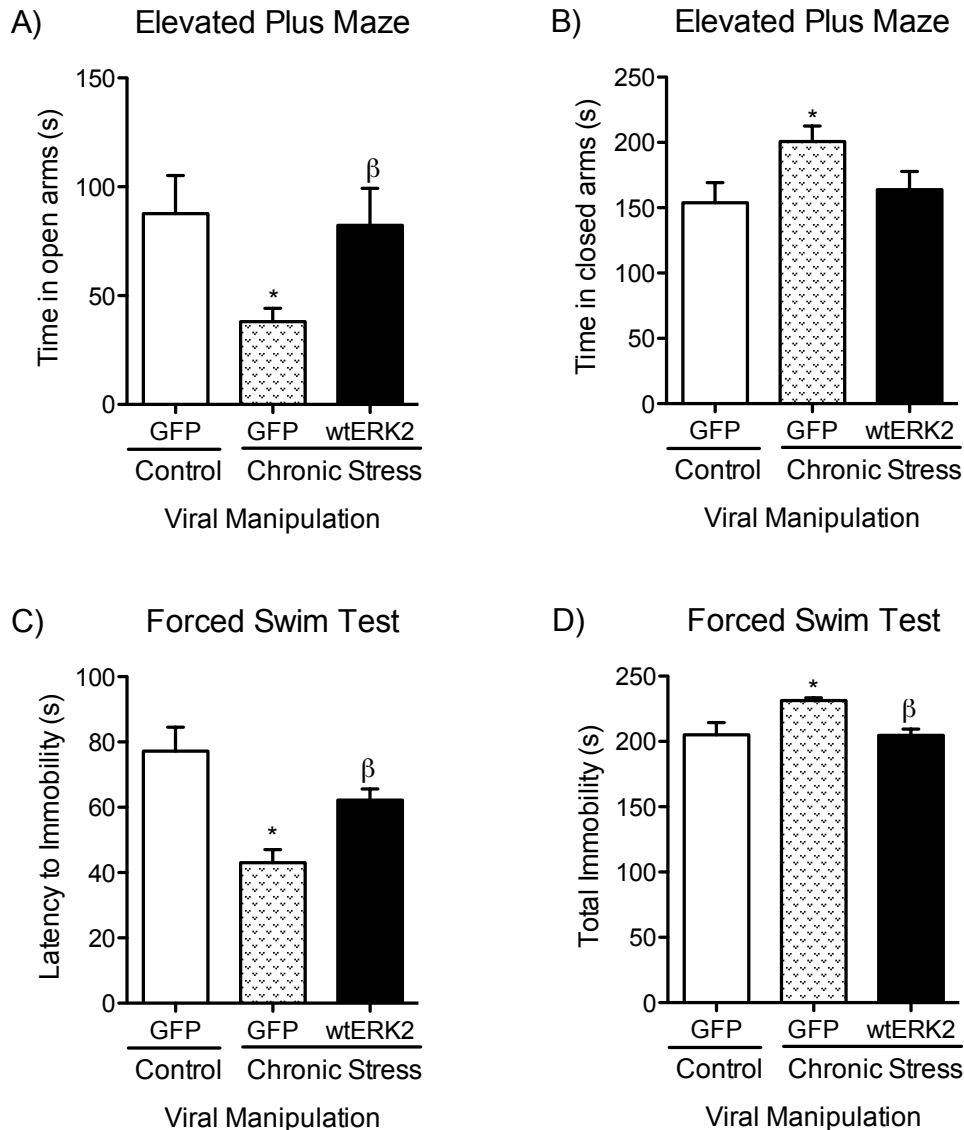 A) Elevated Plus Maze
Time in open arms (s)
150
100
50
0
*
β
GFP GFP wtERK2
Control Chronic Stress
Viral Manipulation
B) Elevated Plus Maze
Time in closed arms (s)
250
200
150
100
50
0
*
GFP GFP wtERK2
Control Chronic Stress
Viral Manipulation
C) Forced Swim Test
Latency to Immobility (s)
100
80
60
40
20
0
*
β
GFP GFP wtERK2
Control Chronic Stress
Viral Manipulation
D) Forced Swim Test
Total Immobility (s)
250
200
250
100
50
0
*
β
GFP GFP wtERK2
Control Chronic Stress
Viral Manipulation